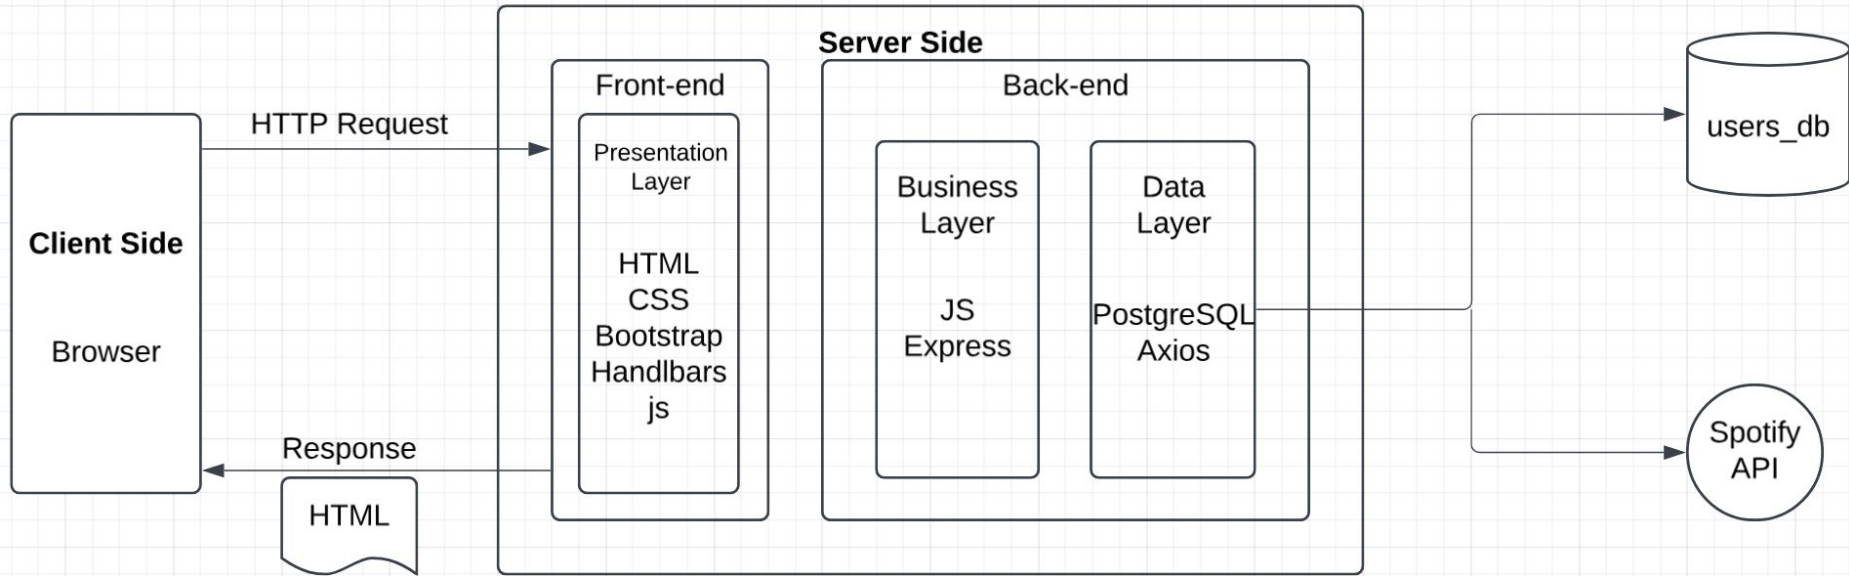 Server Side
Front-end
Back-end
HTTP Request
Client Side
Browser
Presentation
Layer
HTML
CSS
Bootstrap
Handlbars
js
Business
Layer
JS
Express
Data
Layer
PostgreSQL
Axios
users_db
Spotify
API
Response
HTML